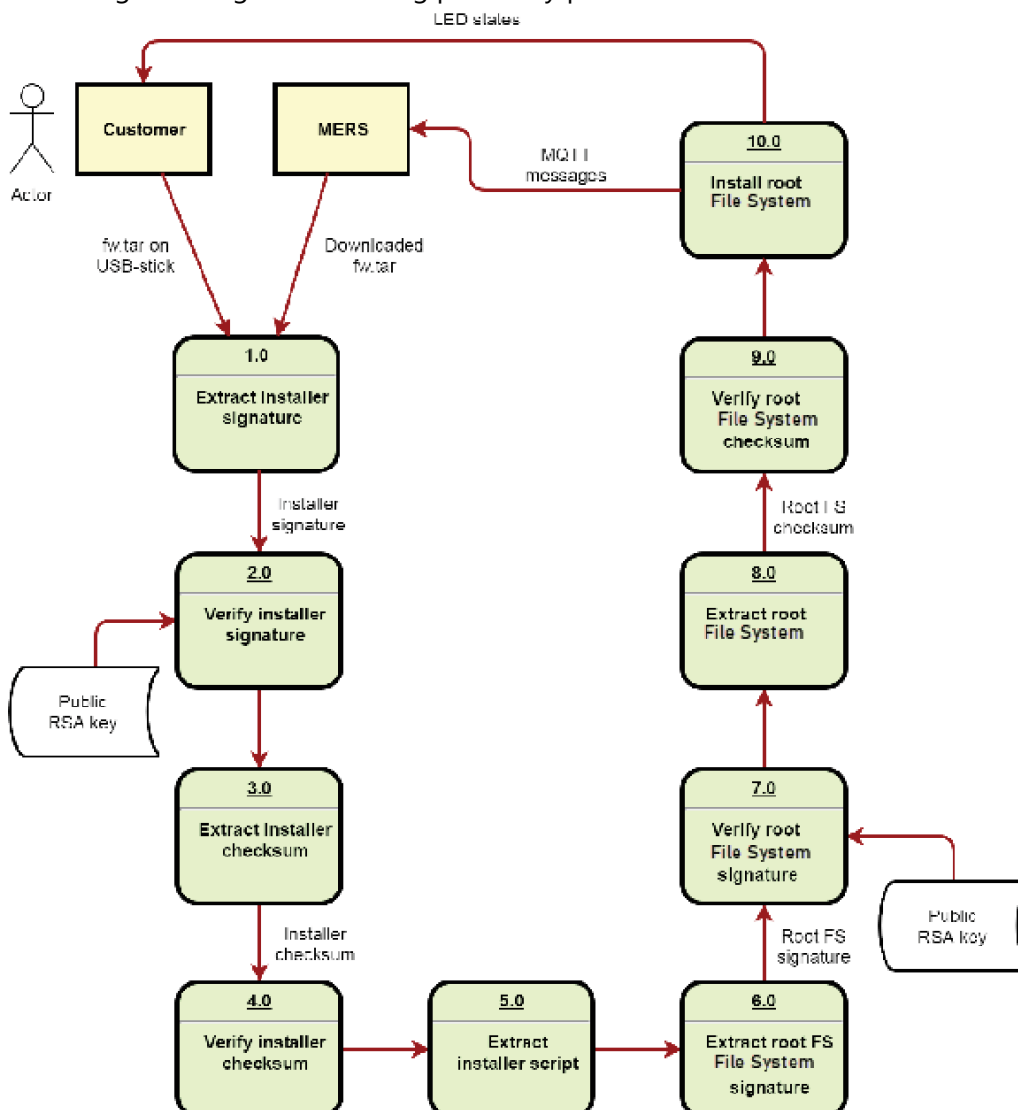 LED states
Customer
MERS
Actor
MQTT
messages
10.0
Install root
File System
fw.tar on
USB-stick
Downloaded
fw.tar
1.0
Extract installer
signature
9.0
Verify root
File System
checksum
Installer
signature
Root FS
checksum
2.0
Verify installer
signature
8.0
Extract root
File System
Public
RSA key
3.0
Extract installer
checksum
7.0
Verify root
File System
signature
Public
RSA key
Installer
checksum
Root FS
signature
4.0
Verify installer
checksum
5.0
Extract
installer script
6.0
Extract root FS
File System
signature